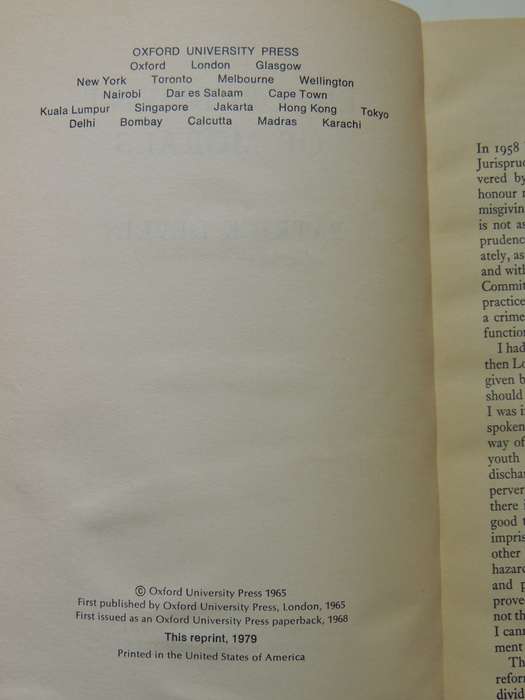 OXFORD UNIVERSITY PRESS
Oxford London Glasgow
New York Toronto Melbourne Wellington
Nairobi Dar es Salaam Cape Town
Kuala Lumpur Singapore Jakarta Hong Kong Tokyo
Delhi Bombay Calcutta Madras Karachi
© Oxford University Press 1965
First published by Oxford University Press, London, 1965
First issued as an Oxford University Press paperback, 1968
This reprint, 1979
Printed in the United States of America
In 1958
Jurispruc
vered by
honour
misgivin
is not as
prudenc
ately, as
and with
Commit
practice
a crime
function
I had
then Lo
given b
should
I was i
spoken
way of
youth
discha
perver
there
good
impris
other
hazard
and p
prove
not th
I cann
ment
Th
refor
divid